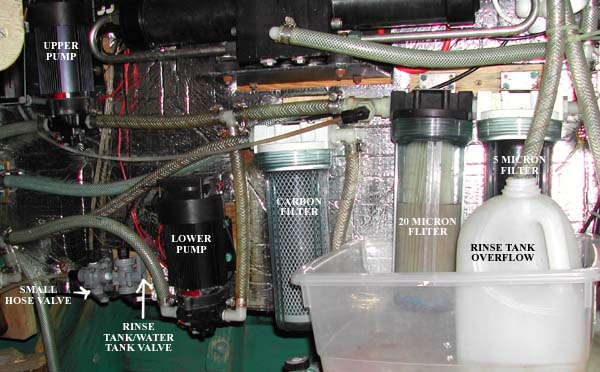 UPPER
PUMP
5 MICRON
FILTER
CARBON
FILTER
20 MICRON
FLITER
LOWER
PUMP
RINSE TANK
OVERFLOW
SMALL
HOSE VALVE
RINSE
TANK/WATER
TANK VALVE